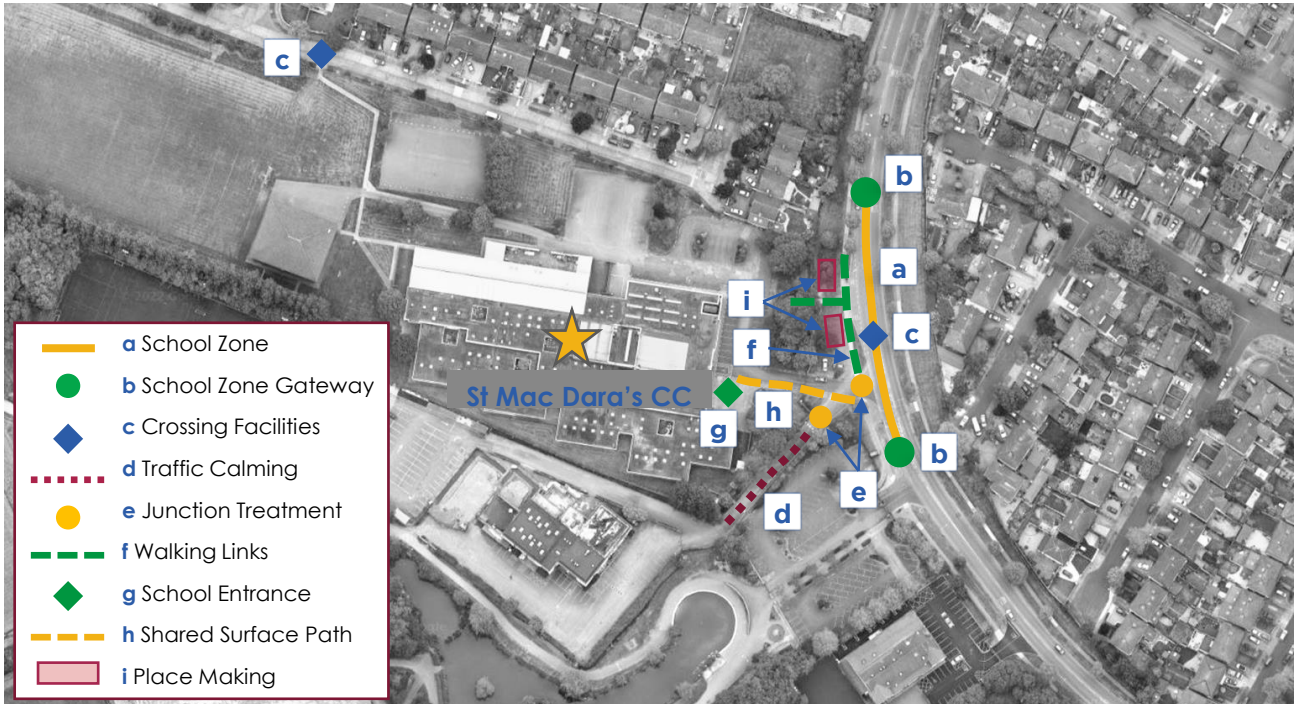 c
b
a
i
c
f
St Mac Dara's CC
h
g
b
e
d
a School Zone
b School Zone Gateway
c Crossing Facilities
d Traffic Calming
e Junction Treatment
f Walking Links
g School Entrance
h Shared Surface Path
i Place Making